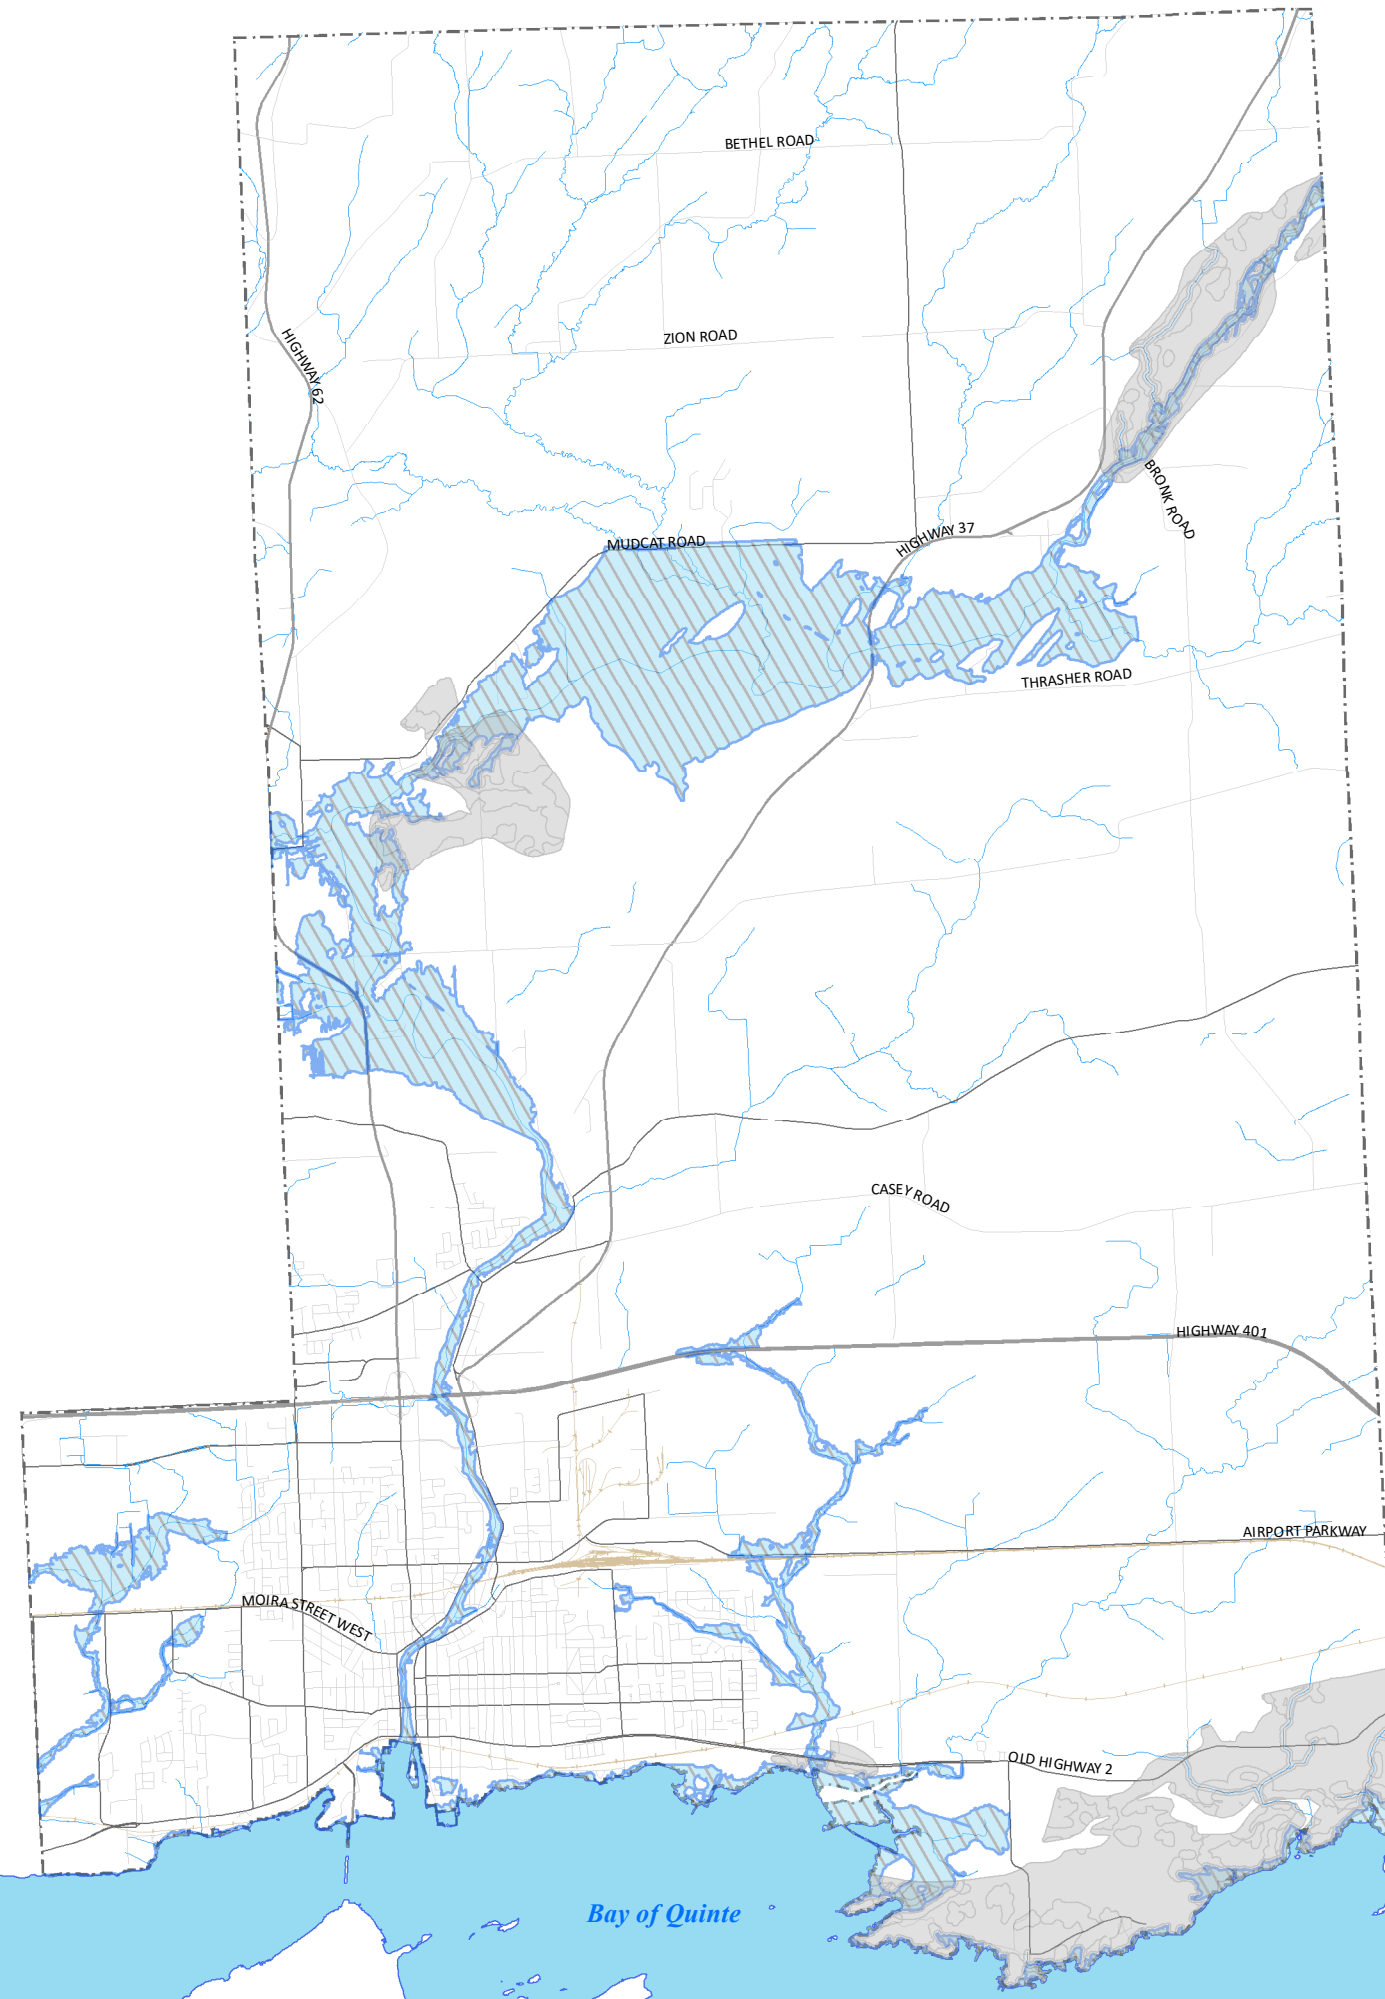 BETHEL ROAD
ZION ROAD
HIGHWAY 62
BRONK ROAD
HIGHWAY 37
MUDCAT ROAD
THRASHER ROAD
CASEY ROAD
HIGHWAY 401
AIRPORT PARKWAY
MOIRA STREET WEST
OLD HIGHWAY 2
Bay of Quinte